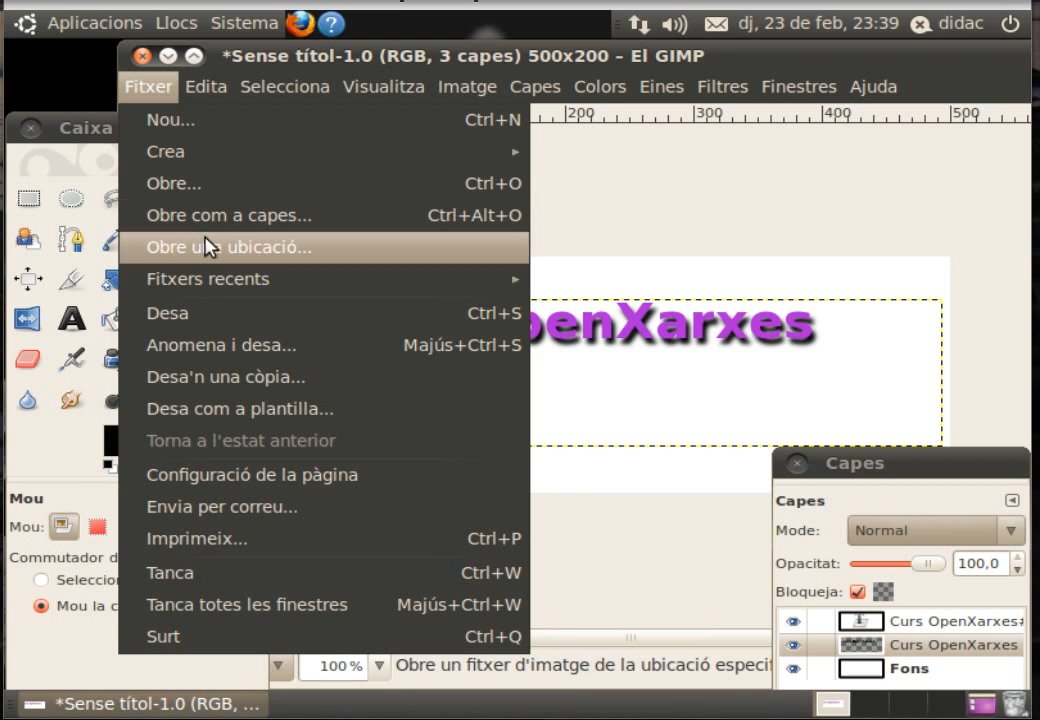 Aplicacions Llocs Sistema dj, 23 de feb, 23:39 didac
*Sense títol-1.0 (RGB, 3 capes) 500x200 – El GIMP
Fitxer Edita Selecciona Visualitza Imatge Capes Colors Eines Filtres Finestres Ajuda
200 300 400 500
Caixa
Nou... Ctrl+N
Crea
Obre... Ctrl+O
Obre com a capes... Ctrl+Alt+O
Obre una ubicació...
Fitxers recents
Desa Ctrl+S
Anomena i desa... Majús+Ctrl+S
Desa'n una còpia...
Desa com a plantilla...
Torna a l'estat anterior
Configuració de la pàgina
Envia per correu...
Imprimeix... Ctrl+P
Tanca Ctrl+W
Tanca totes les finestres Majús+Ctrl+W
Surt Ctrl+Q
penXarxes
Mou
Mou:
Commutador d
Seleccio
Mou la c
Capes
Capes
Mode: Normal
Opacitat: 100,0
Bloqueja:
Curs OpenXarxes#
Curs OpenXarxes
Fons
100 % Obre un fitxer d'imatge de la ubicació especif
*Sense títol-1.0 (RGB, ...